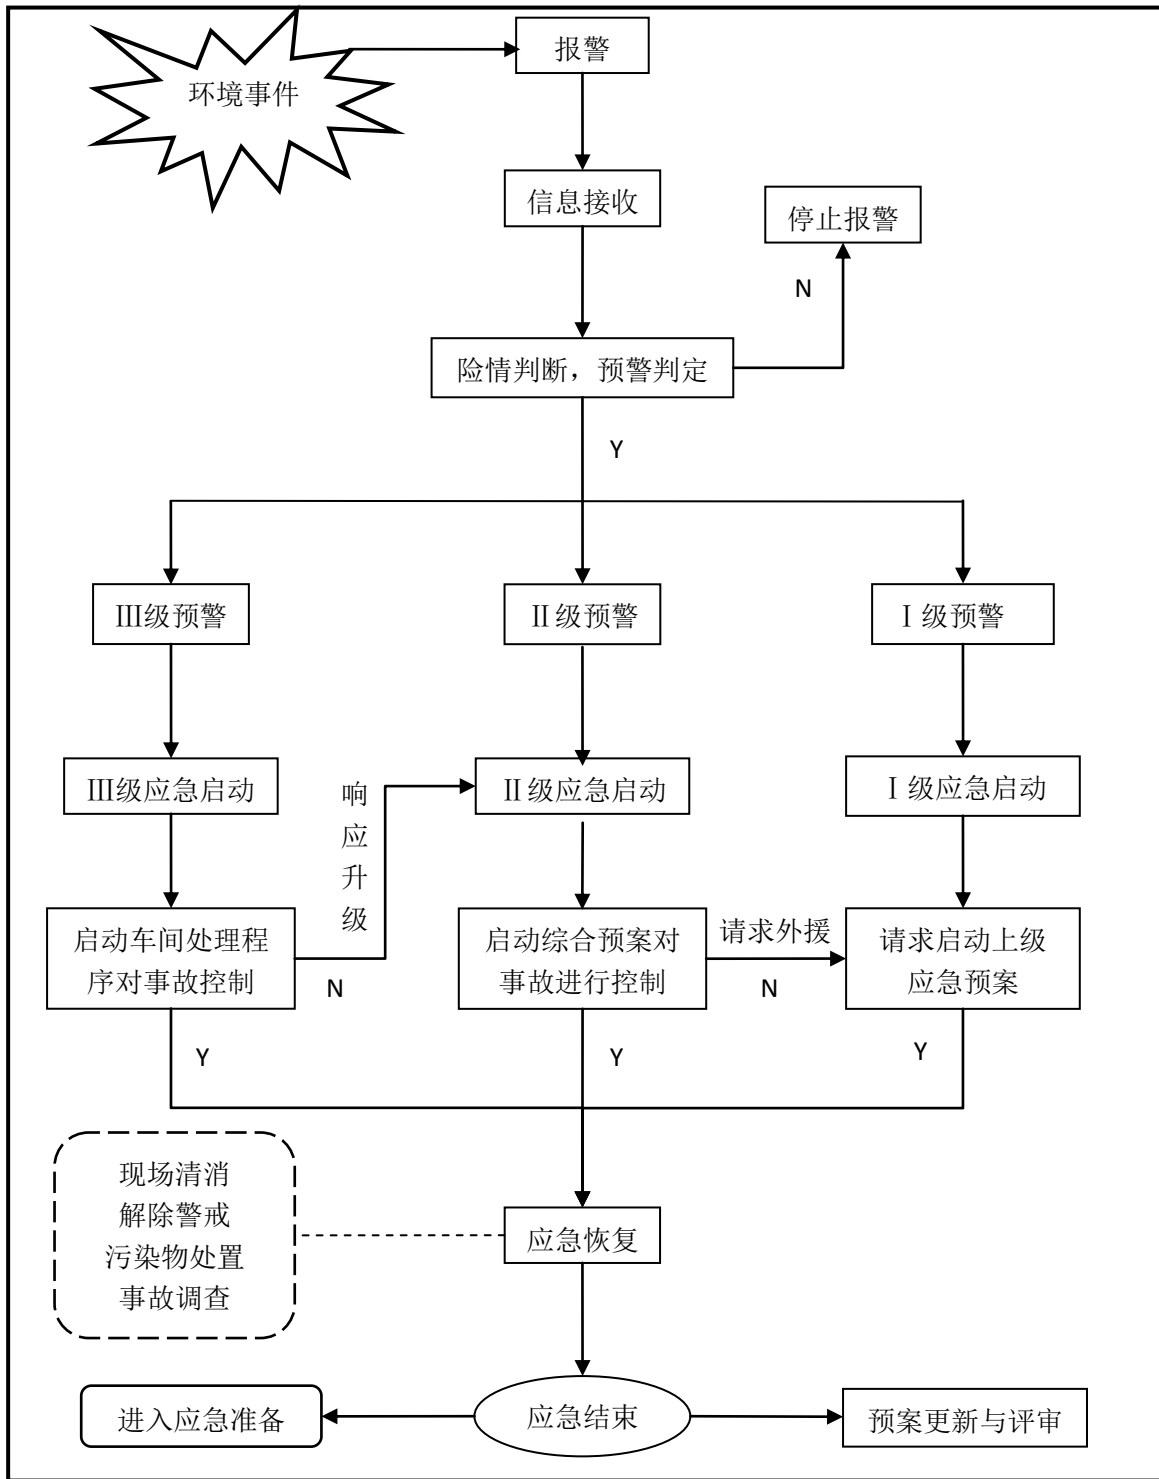 报警
环境事件
信息接收
停止报警
N
险情判断，预警判定
Y
Ⅲ级预警
Ⅱ级预警
Ⅰ级预警
Ⅲ级应急启动
响
应
升
级
Ⅱ级应急启动
Ⅰ级应急启动
启动车间处理程
序对事故控制
N
启动综合预案对
事故进行控制
请求外援
N
请求启动上级
应急预案
Y
Y
Y
现场清消
解除警戒
污染物处置
事故调查
应急恢复
进入应急准备
应急结束
预案更新与评审